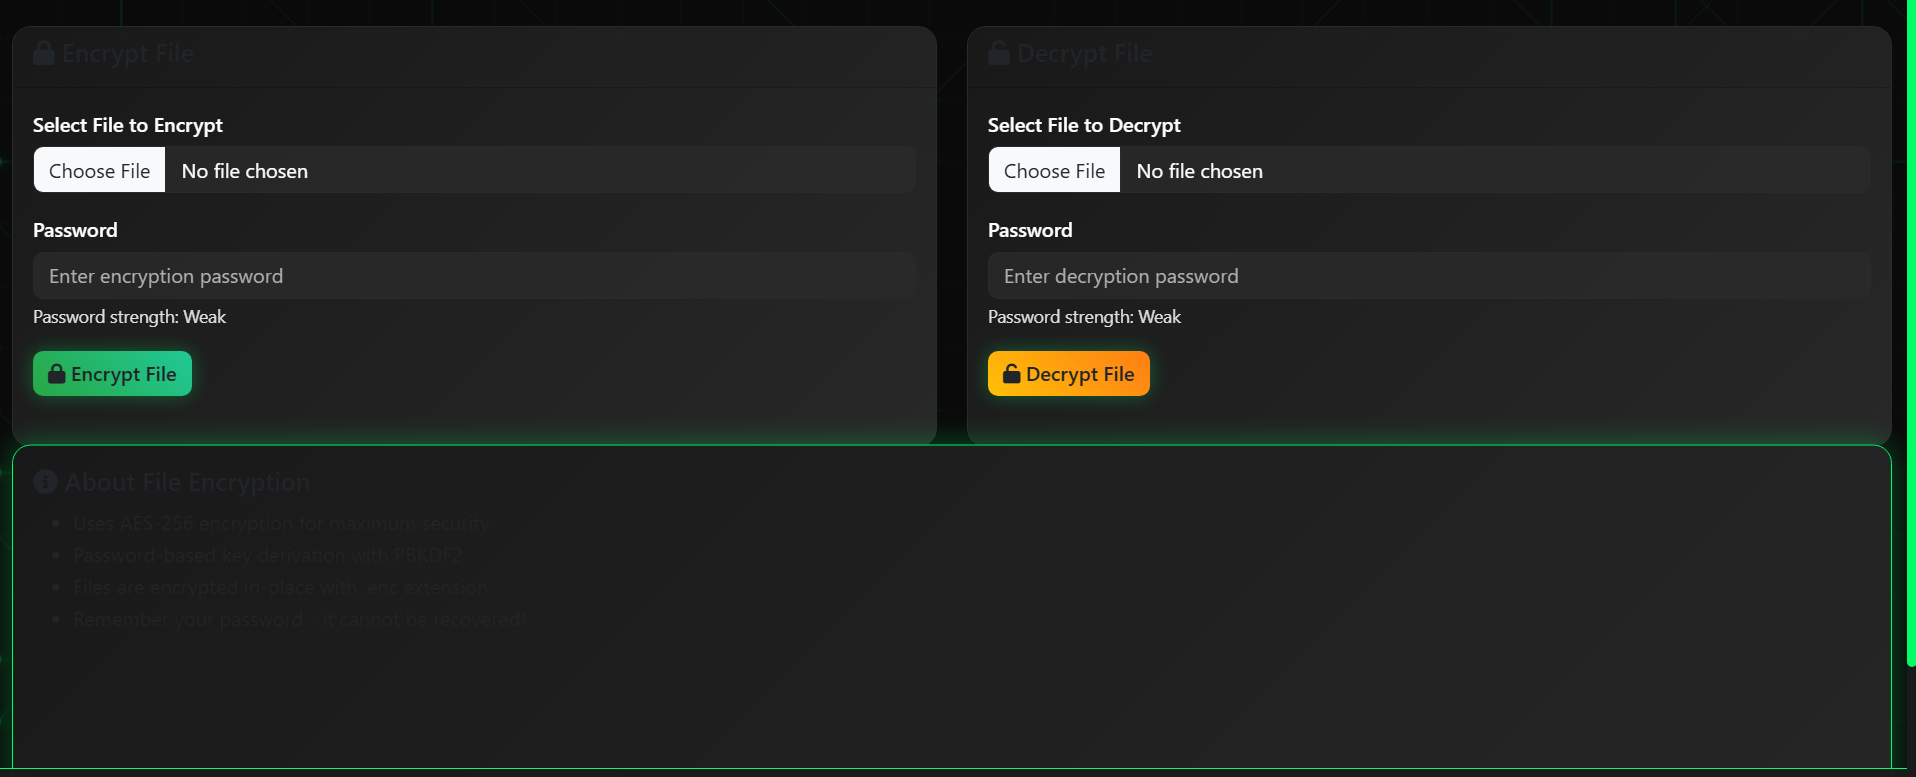 Encrypt File
Select File to Encrypt
Choose File No file chosen
Password
Enter encryption password
Password strength: Weak
Encrypt File
Decrypt File
Select File to Decrypt
Choose File No file chosen
Password
Enter decryption password
Password strength: Weak
Decrypt File
About File Encryption
Uses AES-256 encryption for maximum security
Password-based key derivation with PBKDF2
Files are encrypted in-place with .enc extension
Remember your password - it cannot be recovered!